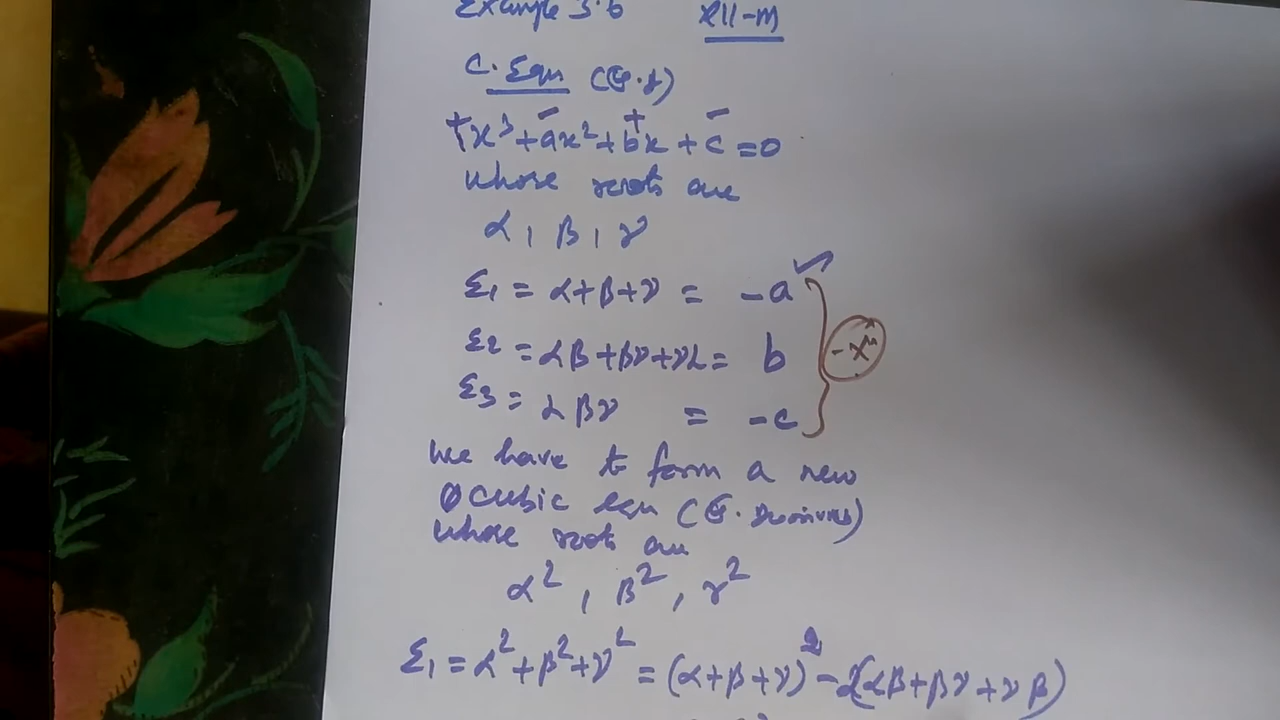 Example 3.6 XII-M
C. Equ (G.f)
+ - + -
x³+ax²+bx+c=0
whose roots are
α, β, γ
Σ1 = α+β+γ = -a
Σ2 = αβ+βγ+γα = b
Σ3 = αβγ = -c
We have to form a new
cubic equ (G.
whose roots are
α², β², γ²
Σ1 = α²+β²+γ² = (α+β+γ)²-2(αβ+βγ+γβ)